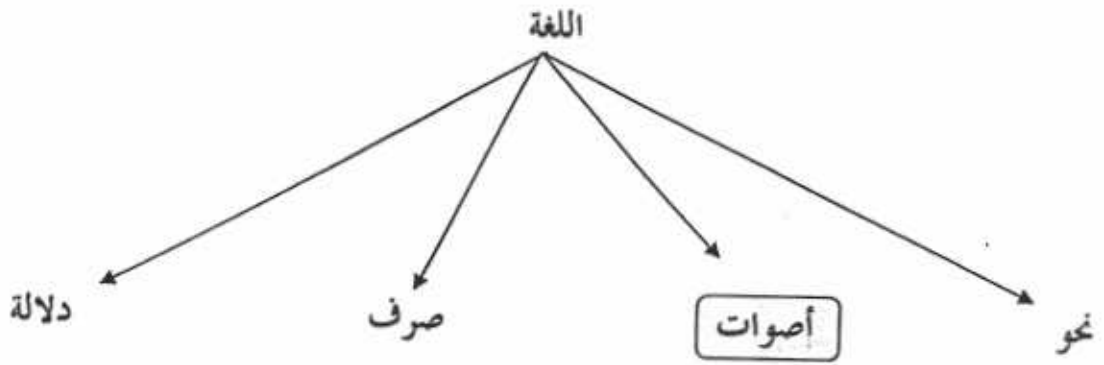 اللغة
نحو
أصوات
صرف
دلالة